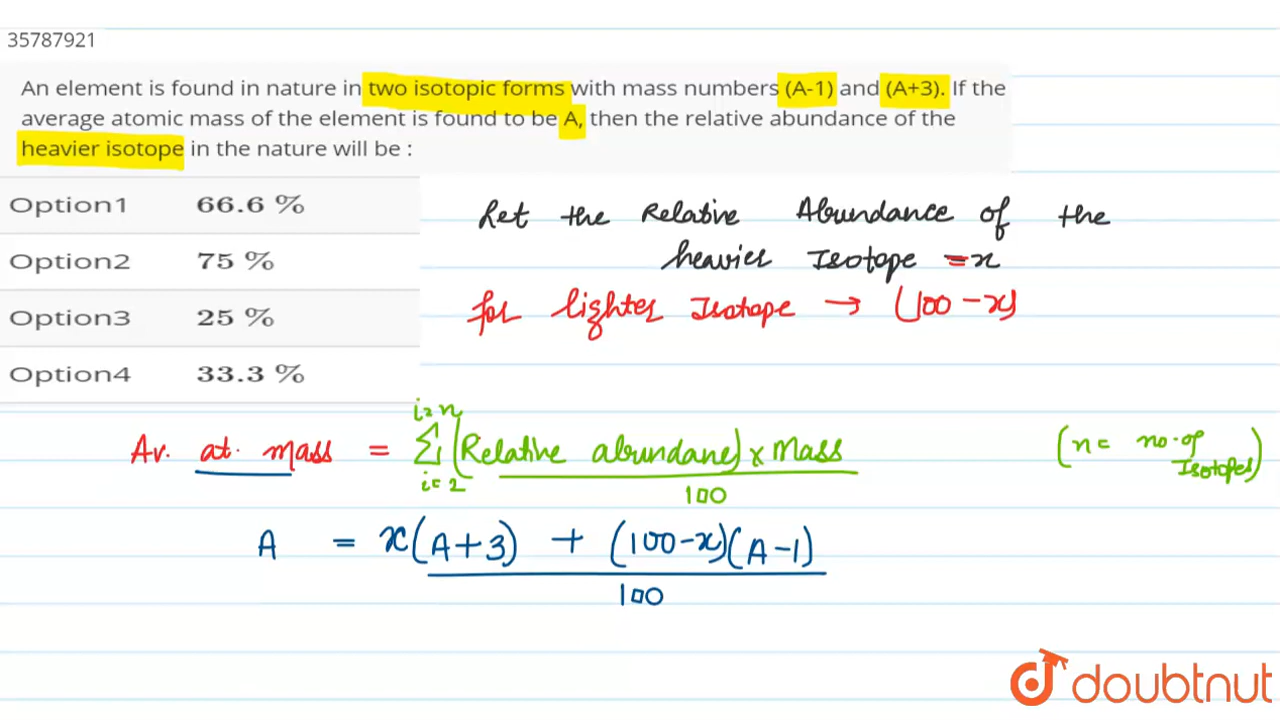 35787921
An element is found in nature in two isotopic forms with mass numbers (A-1) and (A+3). If the
average atomic mass of the element is found to be A, then the relative abundance of the
heavier isotope in the nature will be :
Option1 66.6 %
Option2 75 %
Option3 25 %
Option4 33.3 %
Let the Relative Abundance of the
heavier Isotope = x
for lighter Isotope → (100 - x)
Av. at. mass = Σ (Relative abundane) x Mass / 100
i = n
i = 2
(n = no. of Isotopes)
A = x(A+3) + (100-x)(A-1) / 100
doubtnut